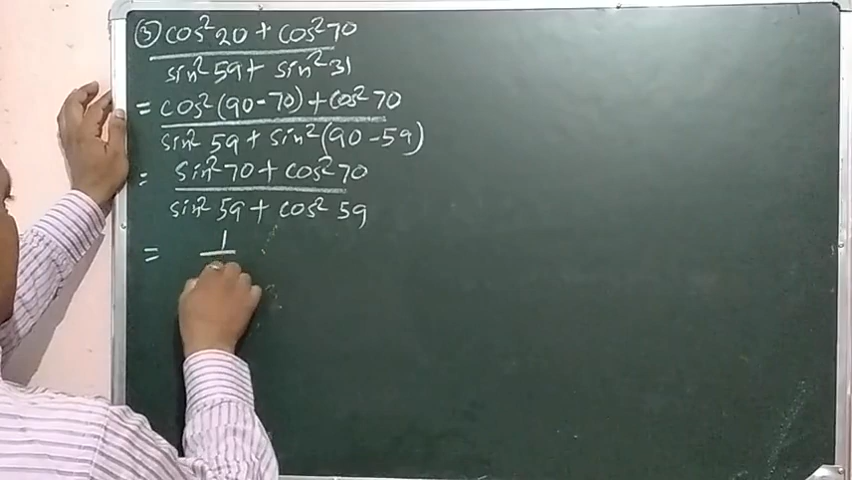 ③ cos²20 + cos²70
sin²59 + sin²31
= cos²(90-70) + cos²70
sin²59 + sin²(90-59)
= sin²70 + cos²70
sin²59 + cos²59
= 1